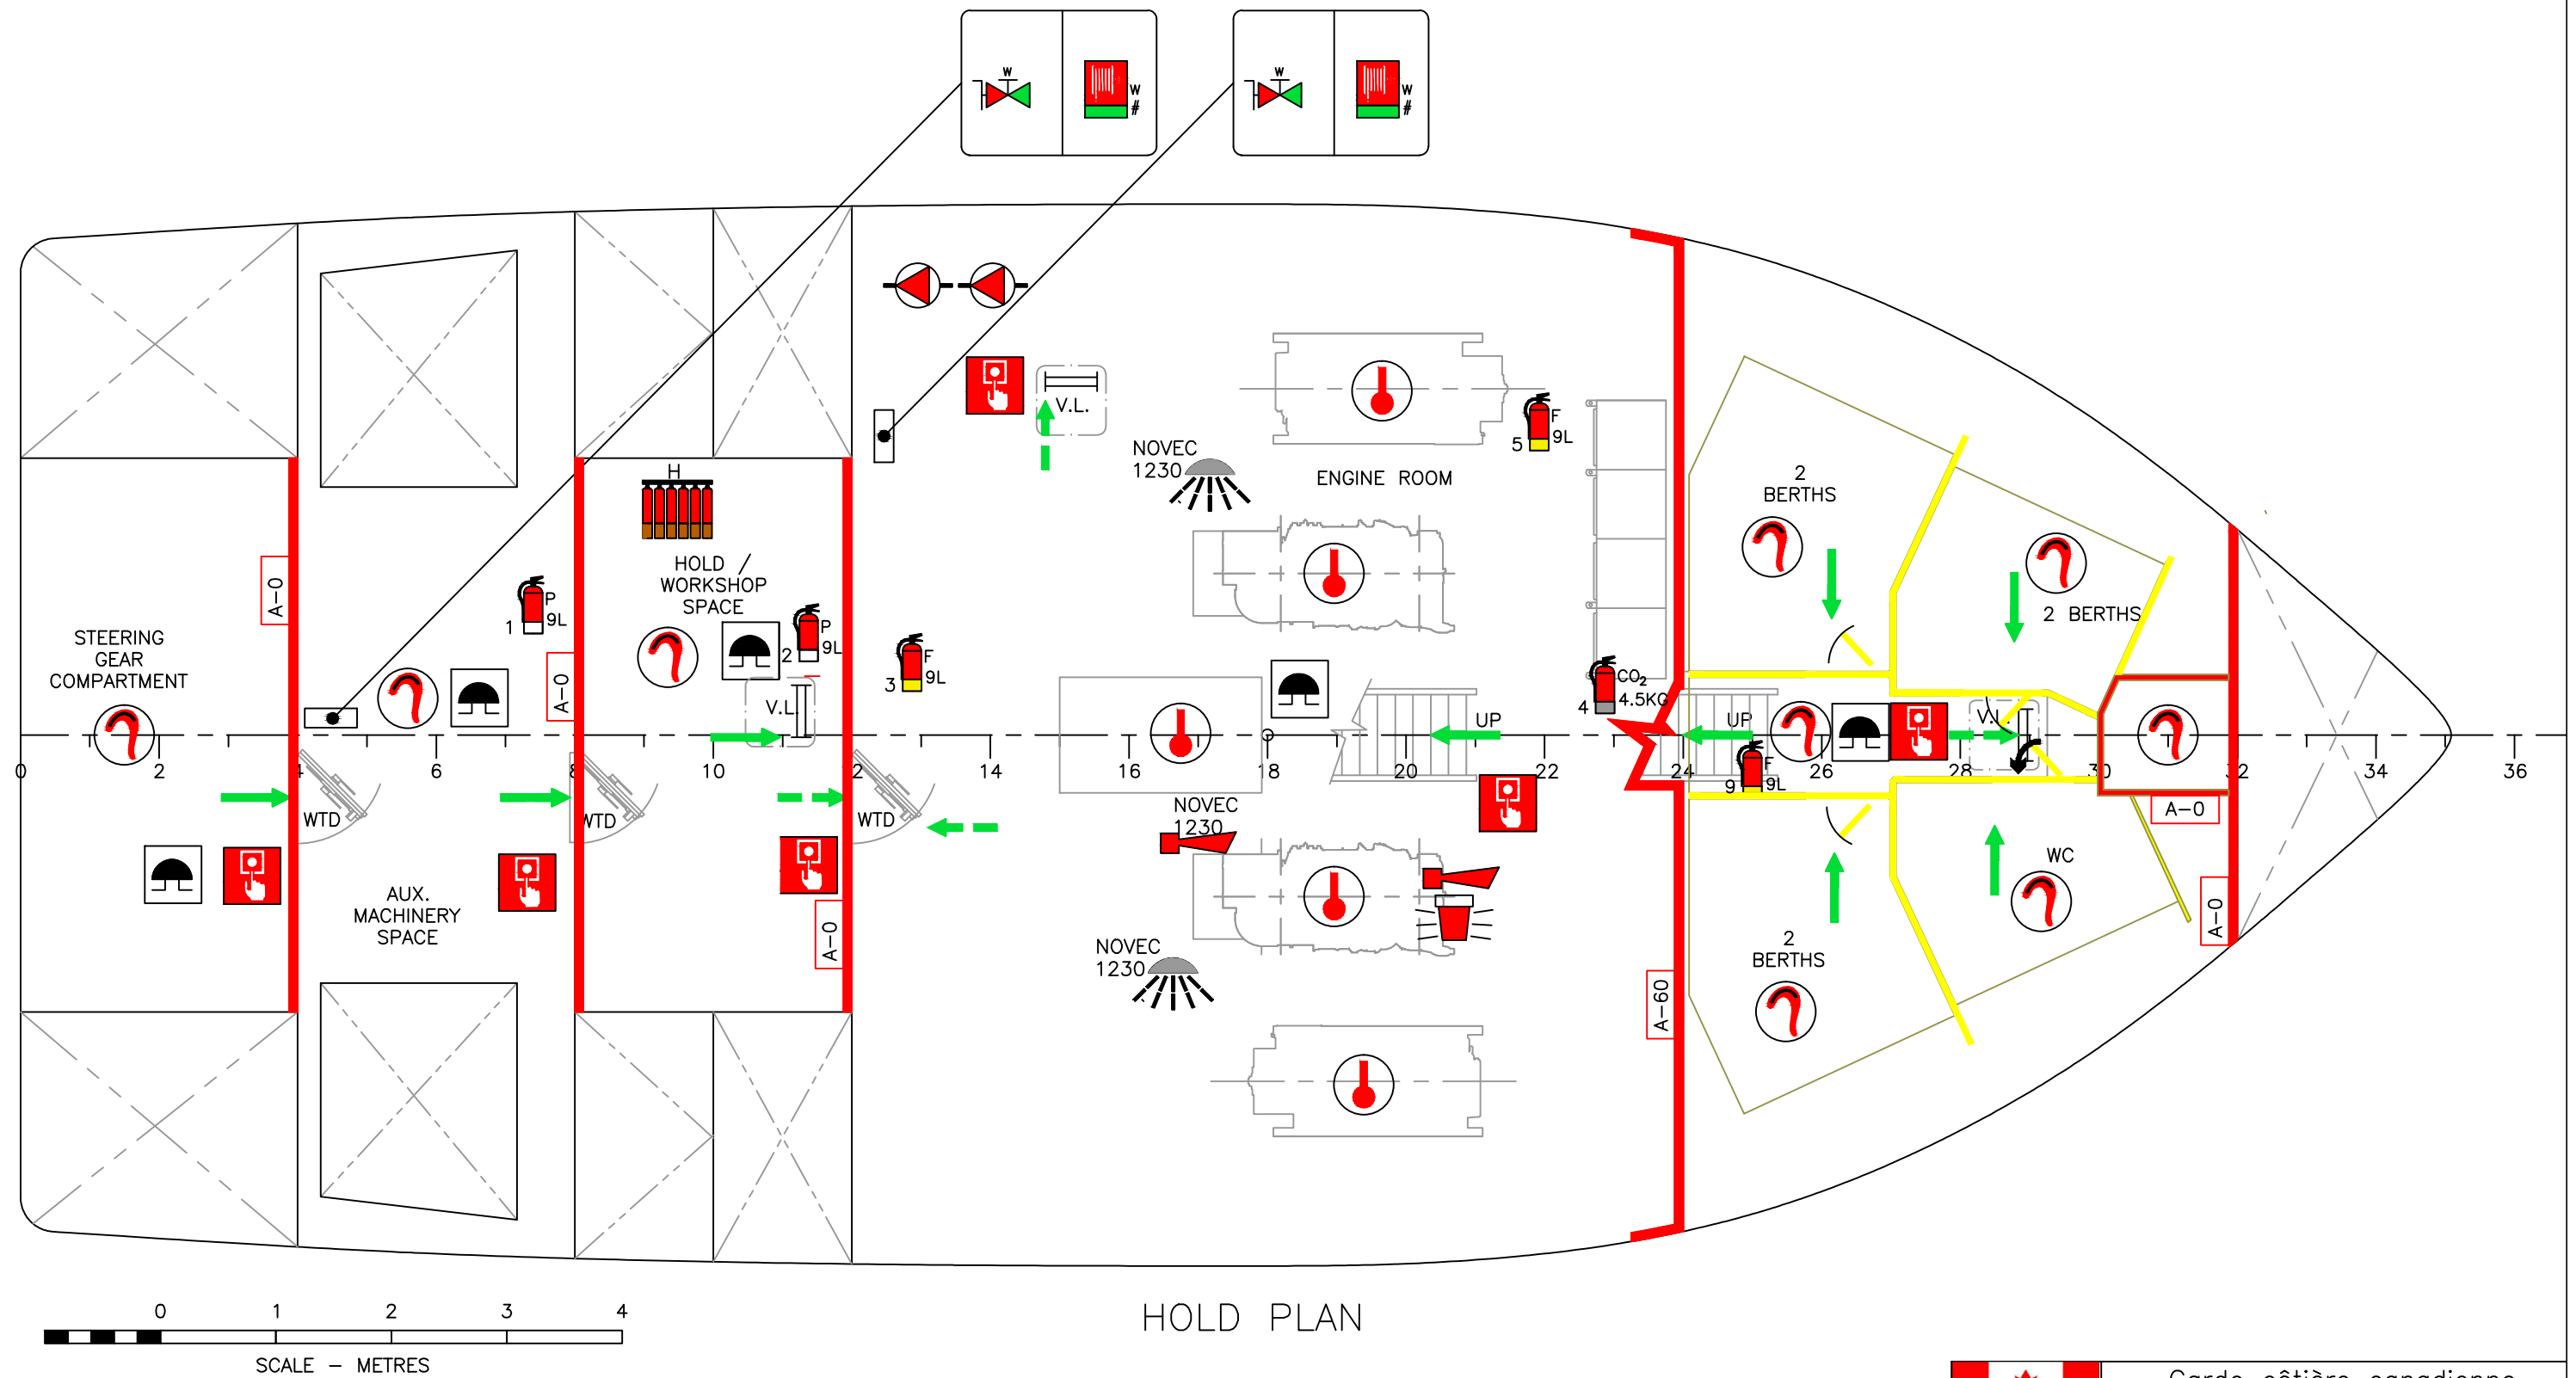 W
W
#
W
W
#
V.L.
F
5 9L
NOVEC
1230
ENGINE ROOM
2
BERTHS
H
HOLD /
WORKSHOP
SPACE
A-0
P
1 9L
P
2 9L
2 BERTHS
STEERING
GEAR
COMPARTMENT
A-0
F
3 9L
CO2
4 4.5KG
V.L.
UP
UP
V.L.
0 2 4 6 8 10 12 14 16 18 20 22 24 26 28 30 32 34 36
F
9 9L
WTD
WTD
WTD
NOVEC
1230
A-0
WC
AUX.
MACHINERY
SPACE
A-0
A-0
2
BERTHS
NOVEC
1230
A-60
0 1 2 3 4
SCALE - METRES
HOLD PLAN
Garde côtière canadienne